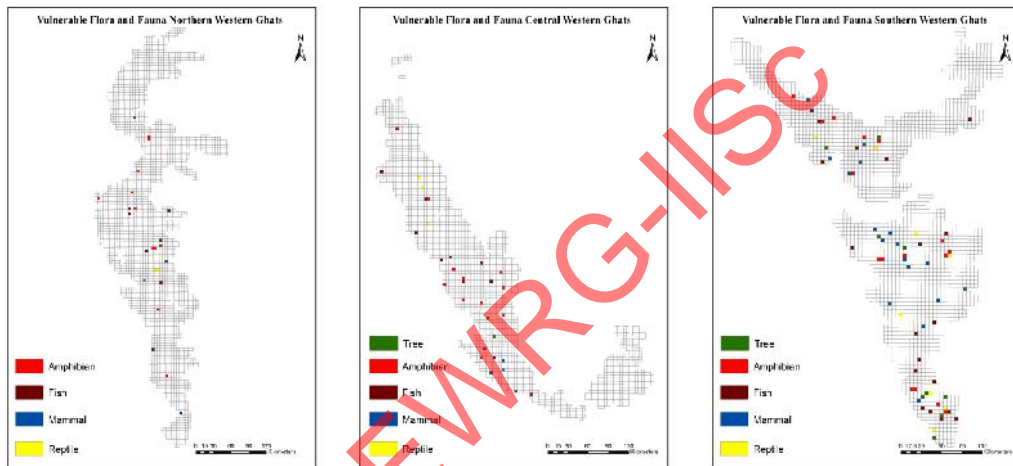 Vulnerable Flora and Fauna Northern Western Ghats
N
Amphibian
Fish
Mammal
Reptile
Vulnerable Flora and Fauna Central Western Ghats
N
Tree
Amphibian
Fish
Mammal
Reptile
Vulnerable Flora and Fauna Southern Western Ghats
N
Tree
Amphibian
Fish
Mammal
Reptile
EWRG-IISC